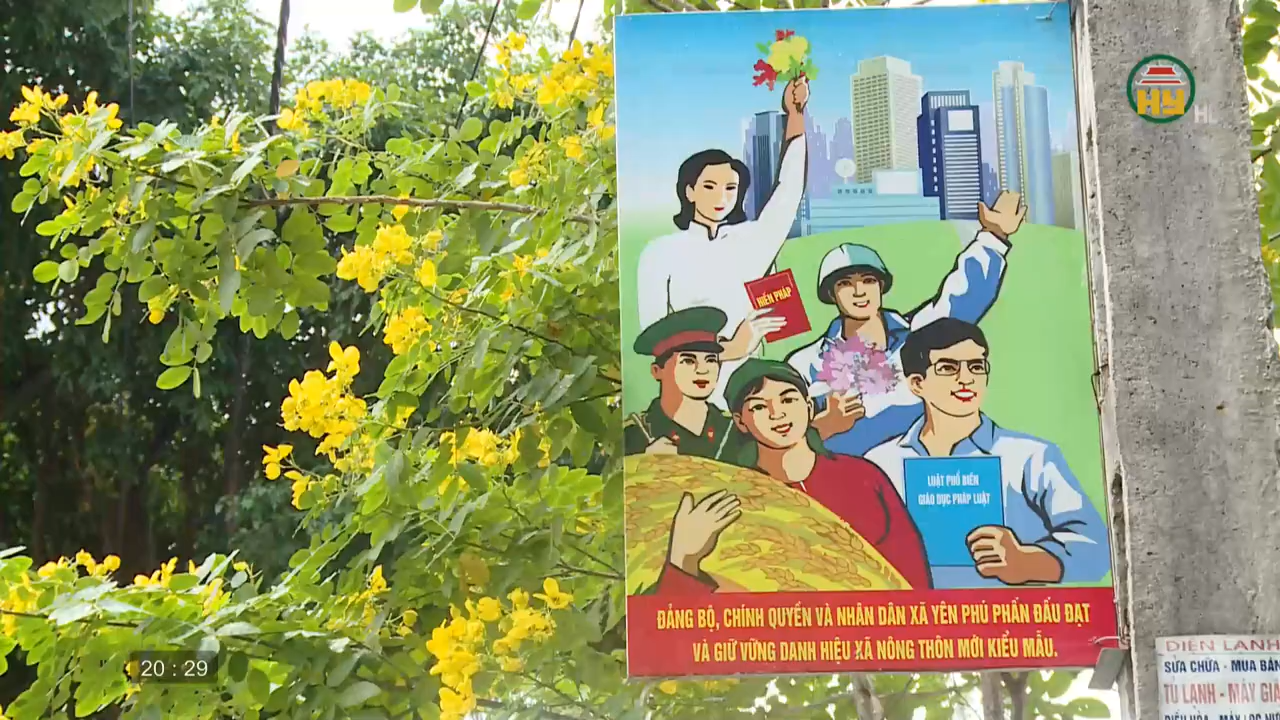 HY
HIẾN PHÁP
LUẬT PHỔ BIẾN
GIÁO DỤC PHÁP LUẬT
ĐẢNG BỘ, CHÍNH QUYỀN VÀ NHÂN DÂN XÃ YÊN PHÚ PHẤN ĐẤU ĐẠT
VÀ GIỮ VỮNG DANH HIỆU XÃ NÔNG THÔN MỚI KIỂU MẪU.
20 : 29
ĐIỆN LẠNH
SỬA CHỮA - MUA BÁN
TỦ LẠNH - MÁY GIẶ